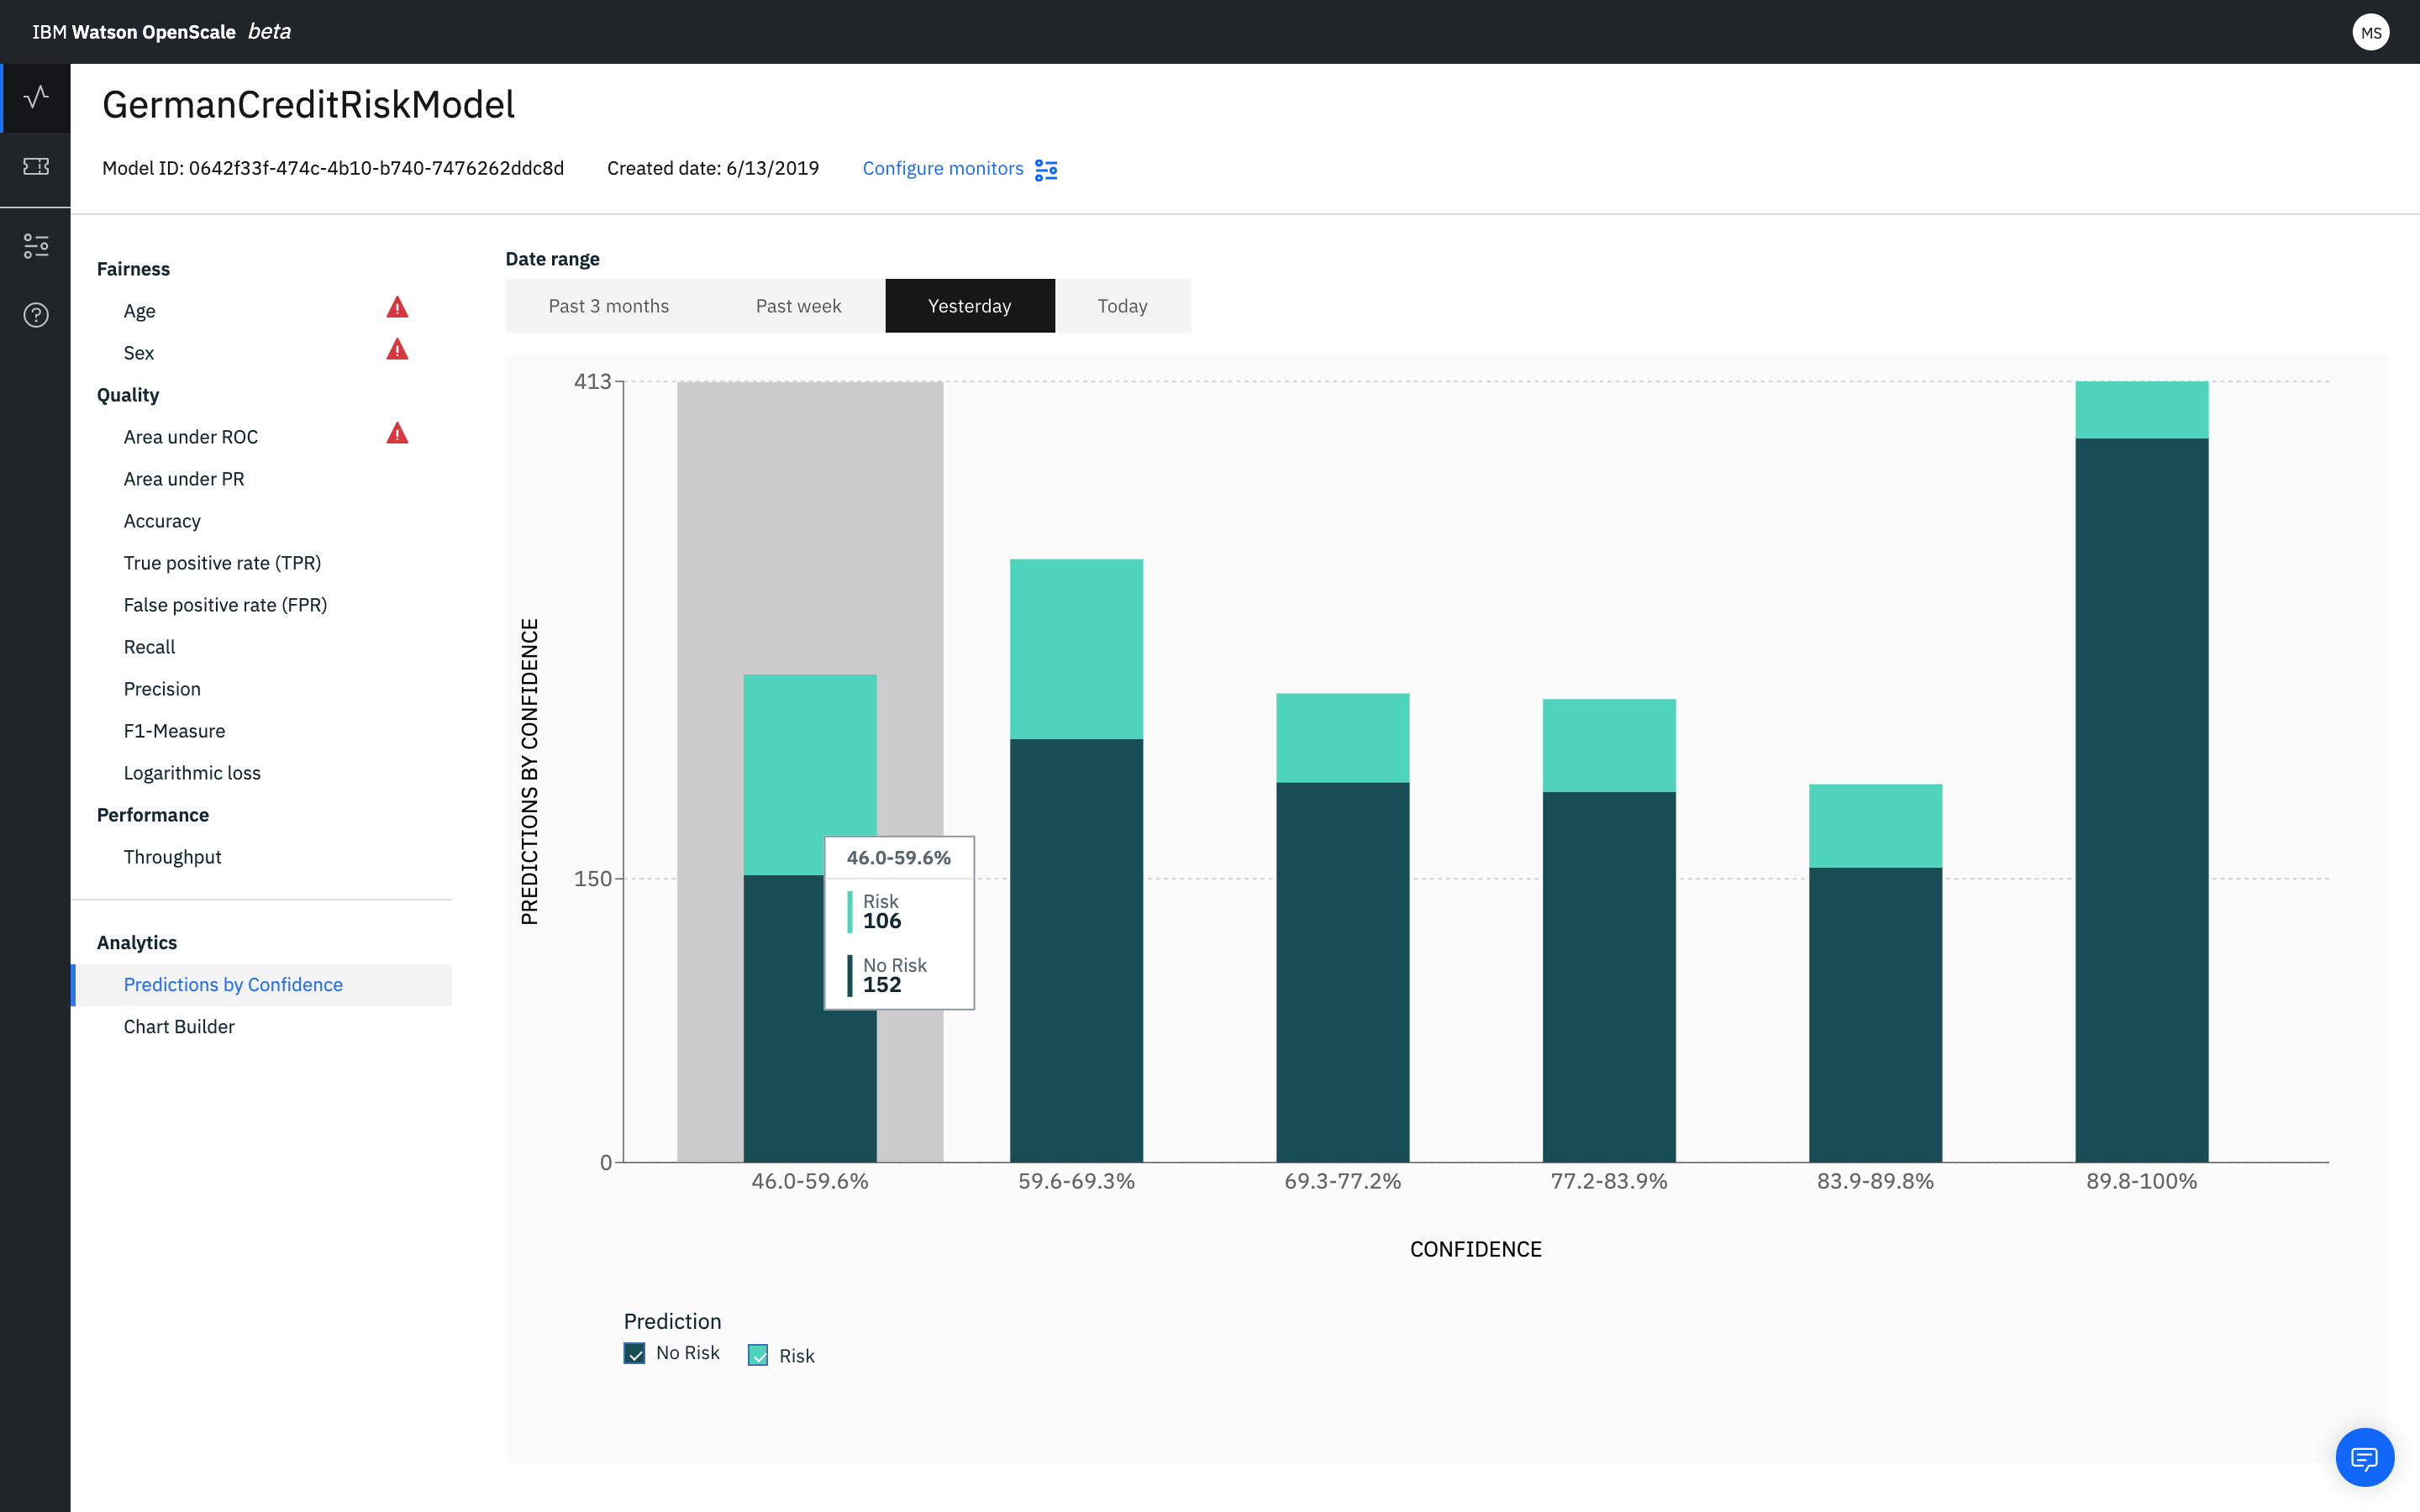 IBM Watson OpenScale beta
MS
GermanCreditRiskModel
Model ID: 0642f33f-474c-4b10-b740-7476262ddc8d
Created date: 6/13/2019
Configure monitors
Fairness
Age
Sex
Quality
Area under ROC
Area under PR
Accuracy
True positive rate (TPR)
False positive rate (FPR)
Recall
Precision
F1-Measure
Logarithmic loss
Performance
Throughput
Analytics
Predictions by Confidence
Chart Builder
Date range
Past 3 months
Past week
Yesterday
Today
PREDICTIONS BY CONFIDENCE
413
150
0
46.0-59.6%
Risk
106
No Risk
152
46.0-59.6%
59.6-69.3%
69.3-77.2%
77.2-83.9%
83.9-89.8%
89.8-100%
CONFIDENCE
Prediction
No Risk
Risk